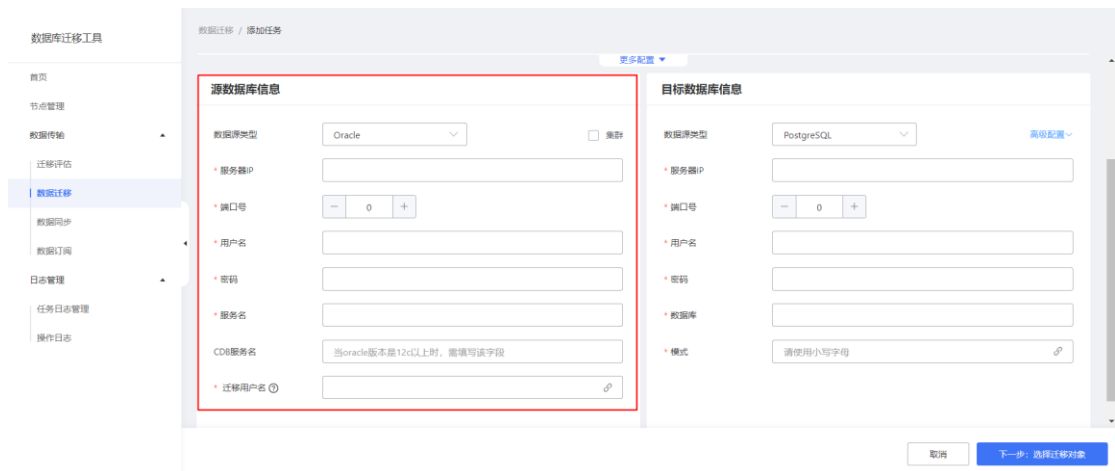 数据库迁移工具
首页
节点管理
数据传输
迁移评估
数据迁移
数据同步
数据订阅
日志管理
任务日志管理
操作日志
数据迁移 / 添加任务
更多配置
源数据库信息
数据源类型 Oracle 集群
* 服务器IP
* 端口号 − 0 +
* 用户名
* 密码
* 服务名
CDB服务名 当oracle版本是12c以上时，需填写该字段
* 迁移用户名 ?
目标数据库信息
数据源类型 PostgreSQL 高级配置
* 服务器IP
* 端口号 − 0 +
* 用户名
* 密码
* 数据库
* 模式 请使用小写字母
取消 下一步：选择迁移对象